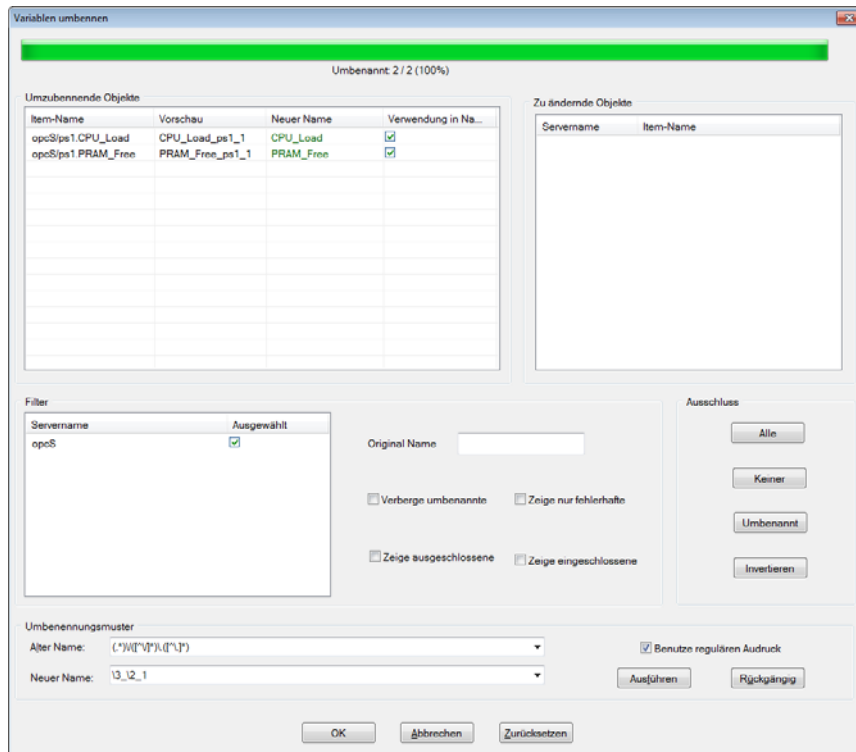 Variablen umbennen
Umbenannt: 2 / 2 (100%)
Umzubennende Objekte
Item-Name Vorschau Neuer Name Verwendung in Na...
opcS/ps1.CPU_Load CPU_Load_ps1_1 CPU_Load
opcS/ps1.PRAM_Free PRAM_Free_ps1_1 PRAM_Free
Zu ändernde Objekte
Servername Item-Name
Filter
Servername Ausgewählt
opcS
Original Name
Verberge umbenannte Zeige nur fehlerhafte
Zeige ausgeschlossene Zeige eingeschlossene
Ausschluss
Alle
Keiner
Umbenannt
Invertieren
Umbenennungsmuster
Alter Name: (.*)\/([^\/]*)\.([^\.]*)
Benutze regulären Audruck
Neuer Name: \3_\2_1
Ausführen Rückgängig
OK Abbrechen Zurücksetzen